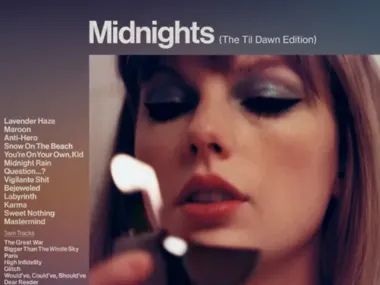 Midnights (The Til Dawn Edition)
Lavender Haze
Maroon
Anti-Hero
Snow On The Beach
You're On Your Own, Kid
Midnight Rain
Question...?
Vigilante Shit
Bejeweled
Labyrinth
Karma
Sweet Nothing
Mastermind
3am Tracks
The Great War
Bigger Than The Whole Sky
Paris
High Infidelity
Glitch
Would've, Could've, Should've
Dear Reader